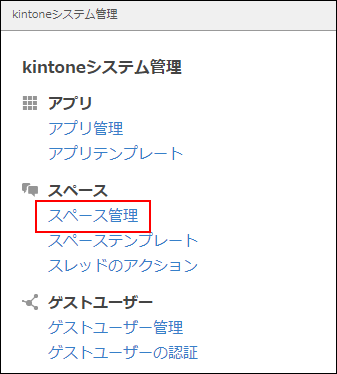 kintoneシステム管理
kintoneシステム管理
アプリ
アプリ管理
アプリテンプレート
スペース
スペース管理
スペーステンプレート
スレッドのアクション
ゲストユーザー
ゲストユーザー管理
ゲストユーザーの認証